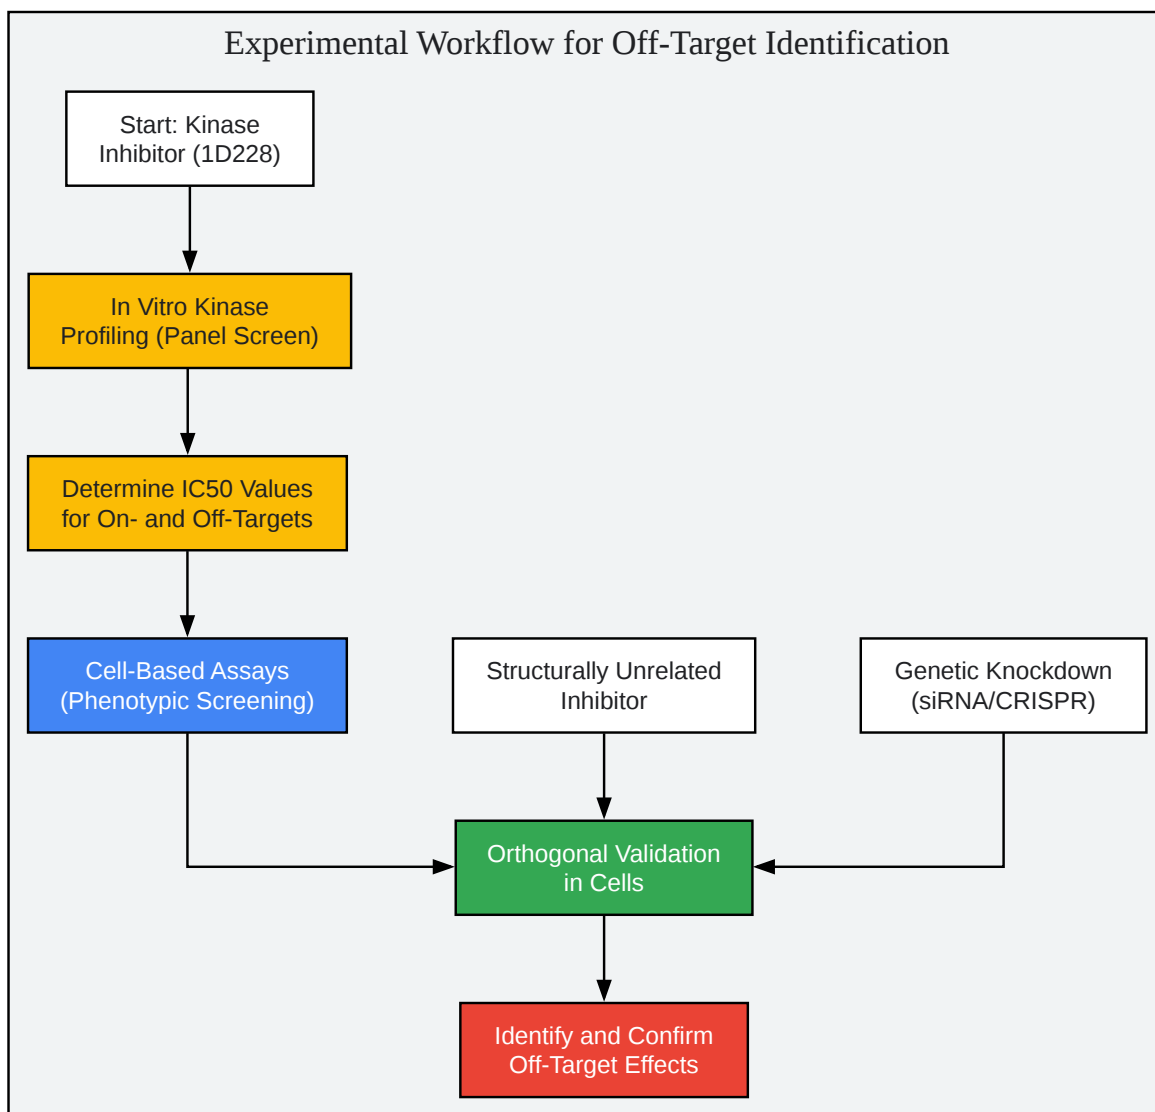 Experimental Workflow for Off-Target Identification
Start: Kinase
Inhibitor (1D228)
In Vitro Kinase
Profiling (Panel Screen)
Determine IC50 Values
for On- and Off-Targets
Cell-Based Assays
(Phenotypic Screening)
Structurally Unrelated
Inhibitor
Genetic Knockdown
(siRNA/CRISPR)
Orthogonal Validation
in Cells
Identify and Confirm
Off-Target Effects